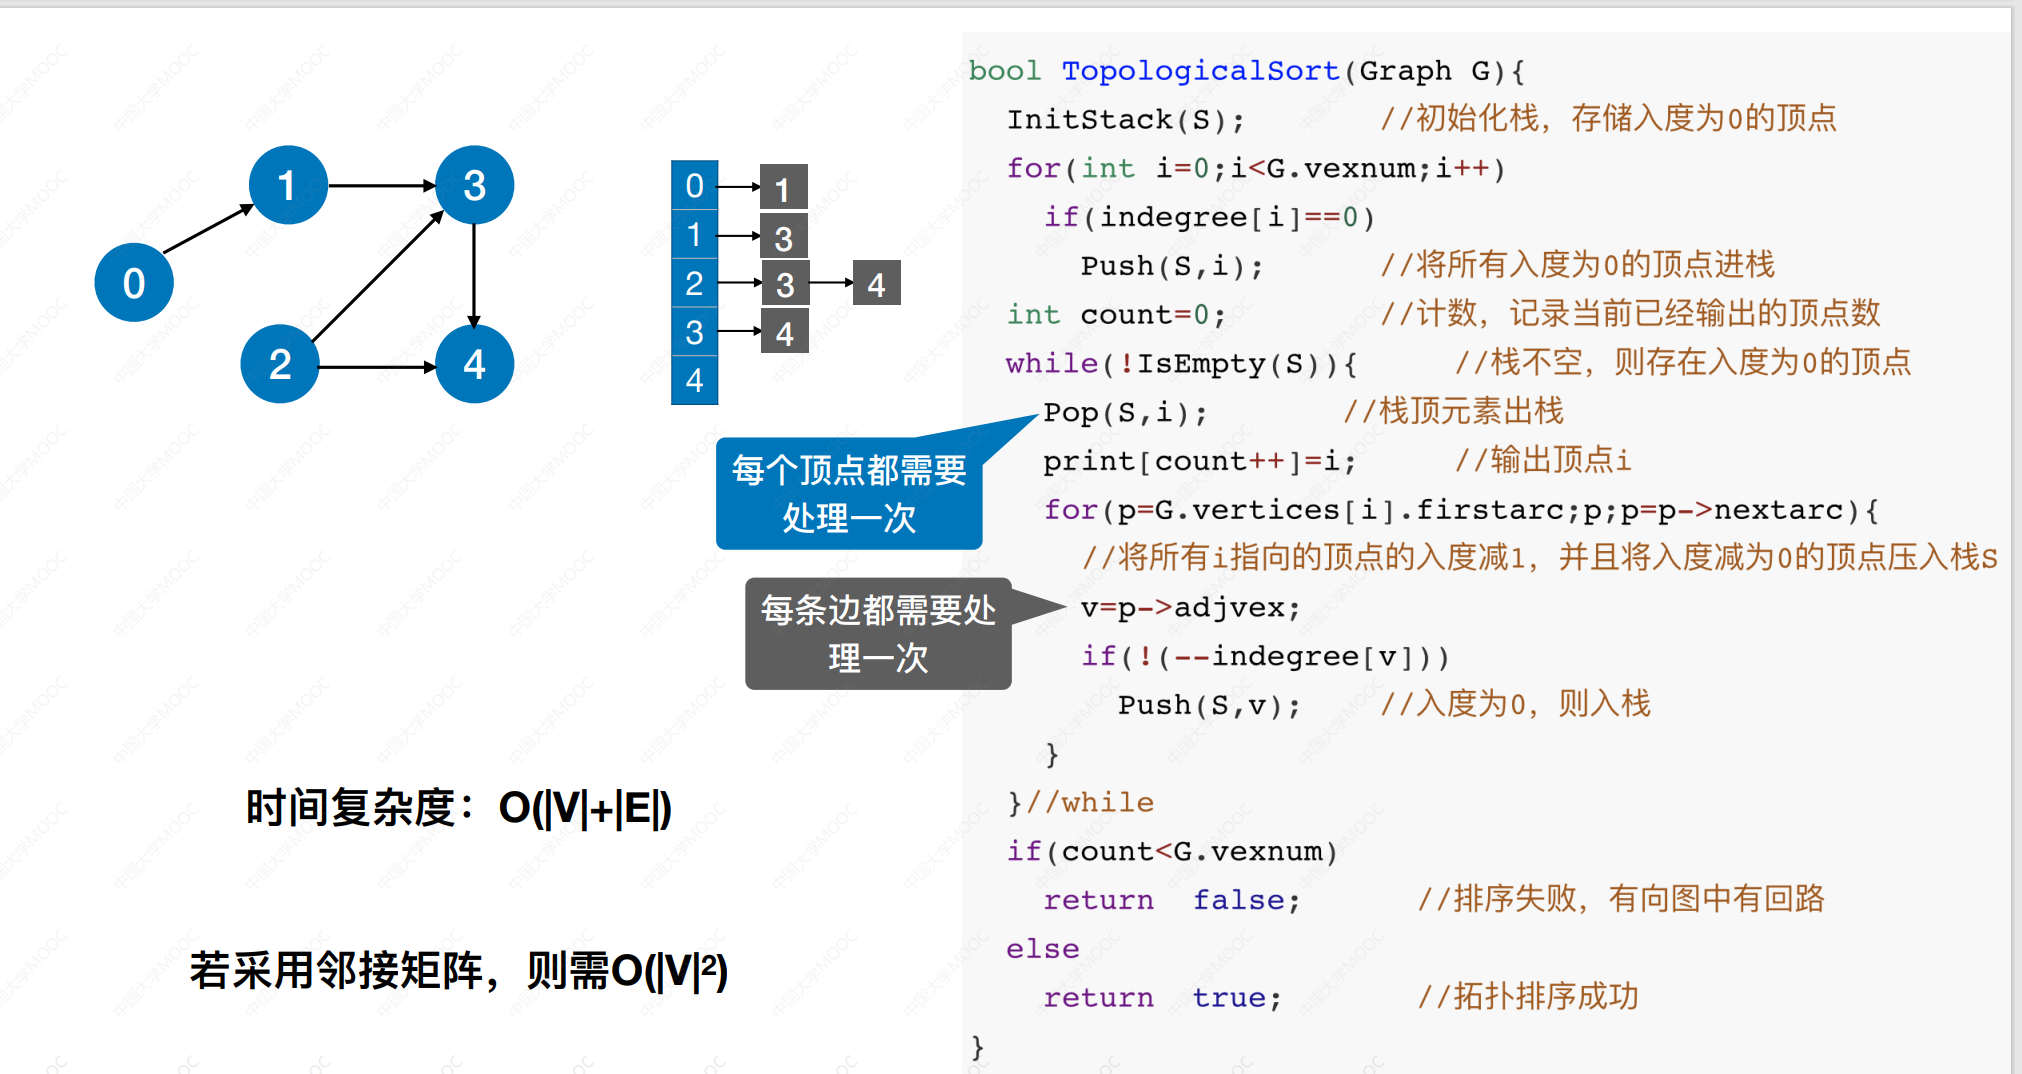 1
3
0
2
4
0
1
1
3
2
3
4
3
4
4
每个顶点都需要
处理一次
每条边都需要处
理一次
时间复杂度：O(|V|+|E|)
若采用邻接矩阵，则需O(|V|²)
bool TopologicalSort(Graph G){
InitStack(S); //初始化栈，存储入度为0的顶点
for(int i=0;i<G.vexnum;i++)
if(indegree[i]==0)
Push(S,i); //将所有入度为0的顶点进栈
int count=0; //计数，记录当前已经输出的顶点数
while(!IsEmpty(S)){ //栈不空，则存在入度为0的顶点
Pop(S,i); //栈顶元素出栈
print[count++]=i; //输出顶点i
for(p=G.vertices[i].firstarc;p;p=p->nextarc){
//将所有i指向的顶点的入度减1，并且将入度减为0的顶点压入栈S
v=p->adjvex;
if(!(--indegree[v]))
Push(S,v); //入度为0，则入栈
}
}//while
if(count<G.vexnum)
return false; //排序失败，有向图中有回路
else
return true; //拓扑排序成功
}
中国大学MOOC